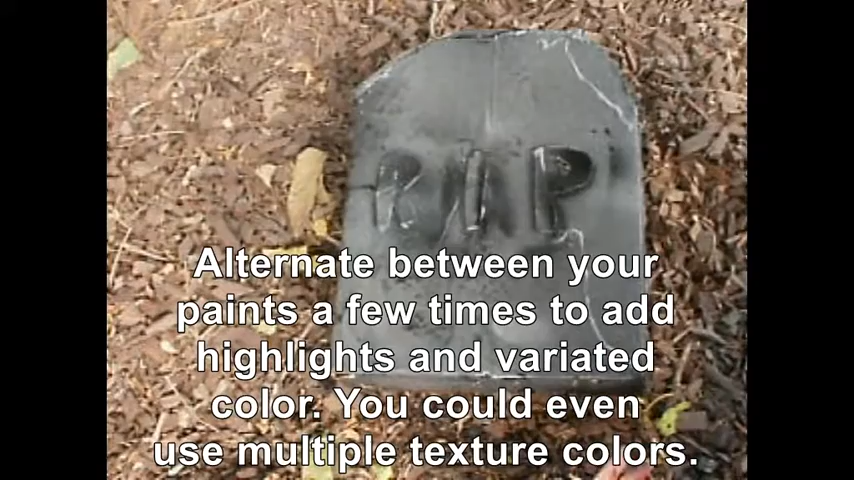 RIP
Alternate between your
paints a few times to add
highlights and variated
color. You could even
use multiple texture colors.